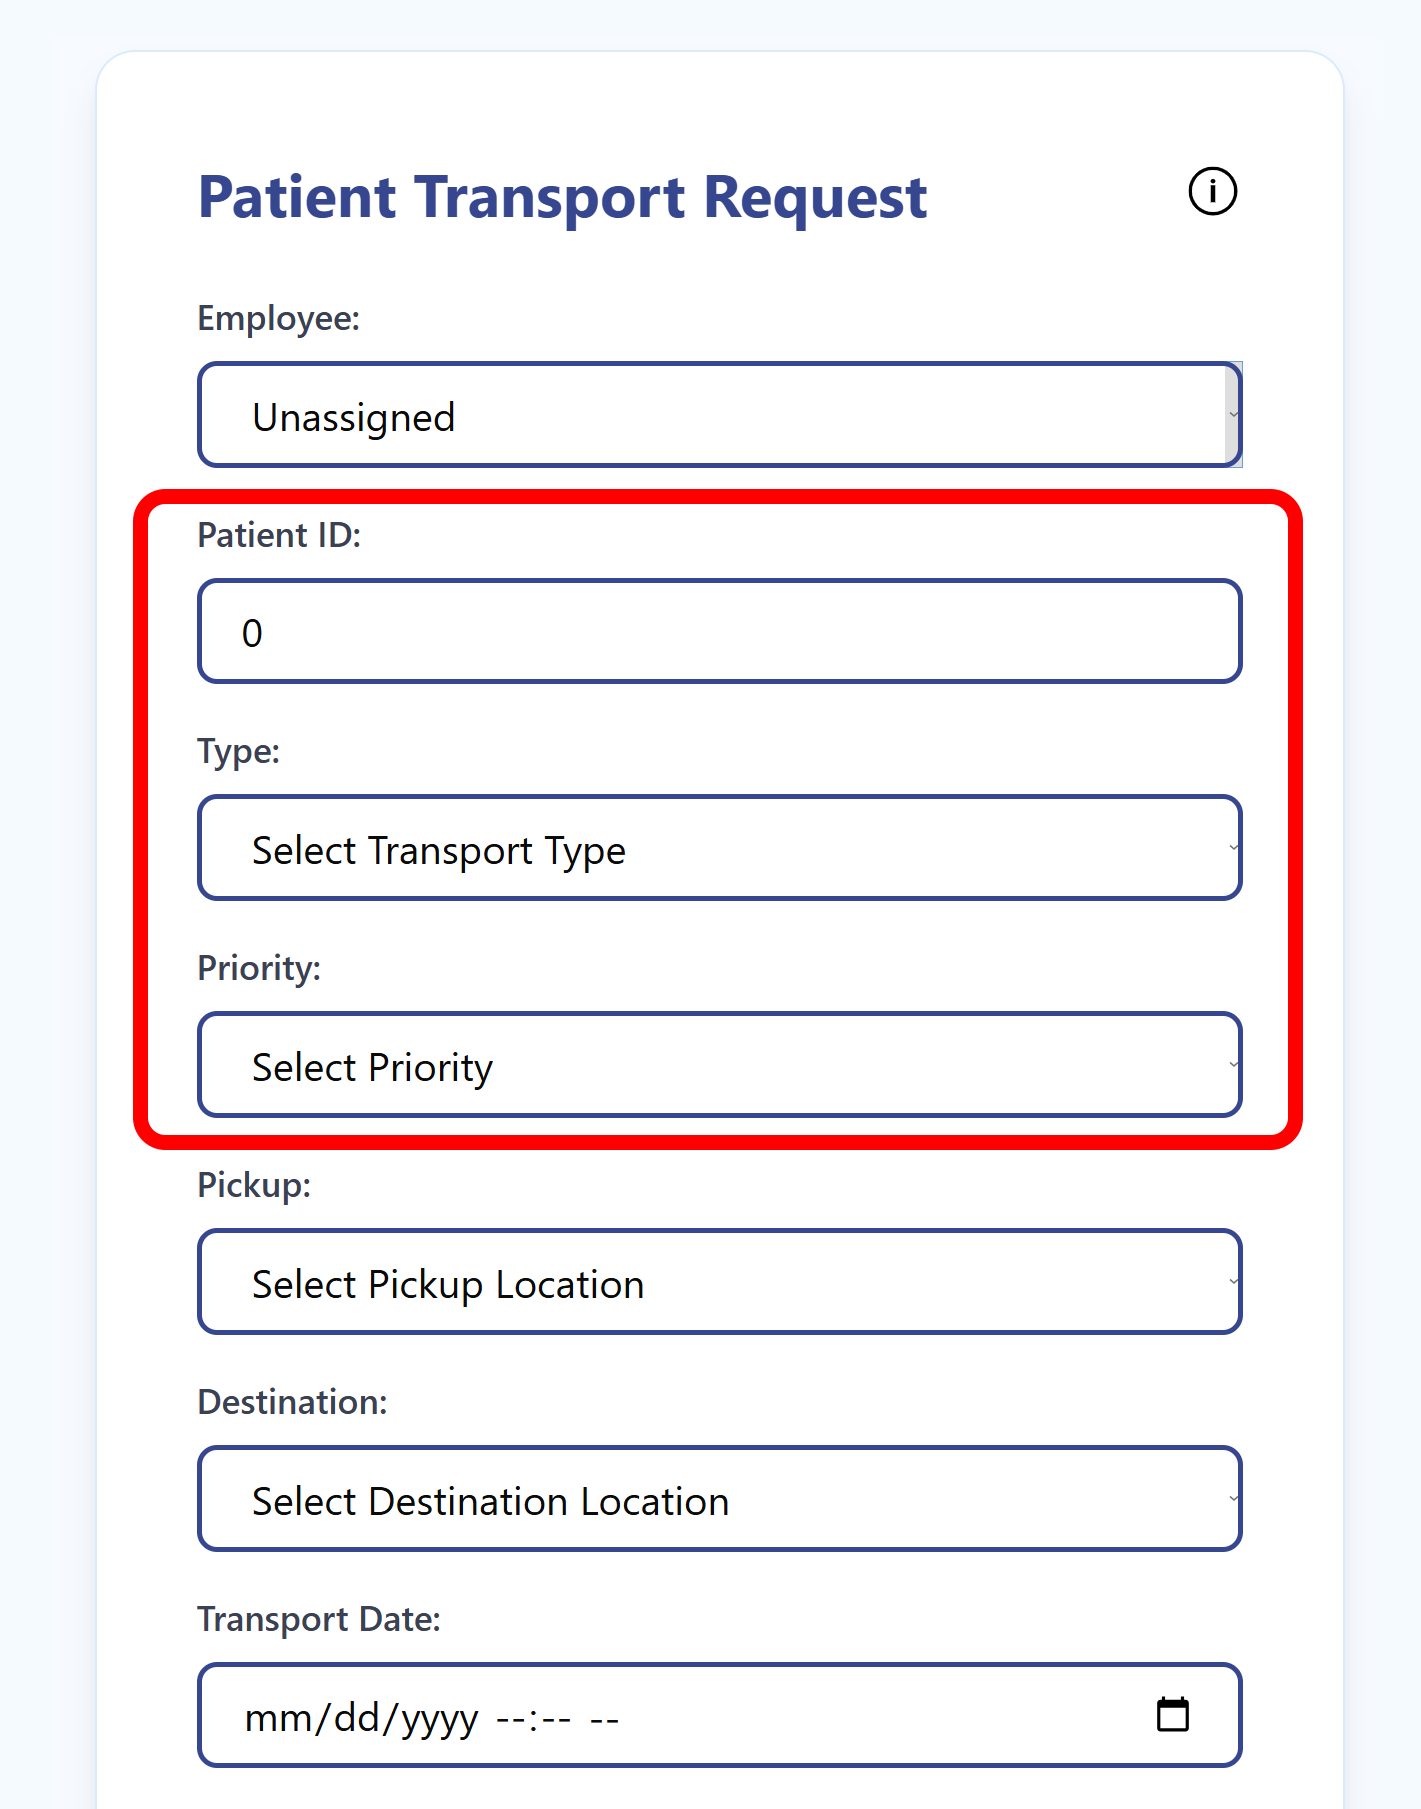 Patient Transport Request
Employee:
Unassigned
Patient ID:
0
Type:
Select Transport Type
Priority:
Select Priority
Pickup:
Select Pickup Location
Destination:
Select Destination Location
Transport Date:
mm/dd/yyyy --:-- --